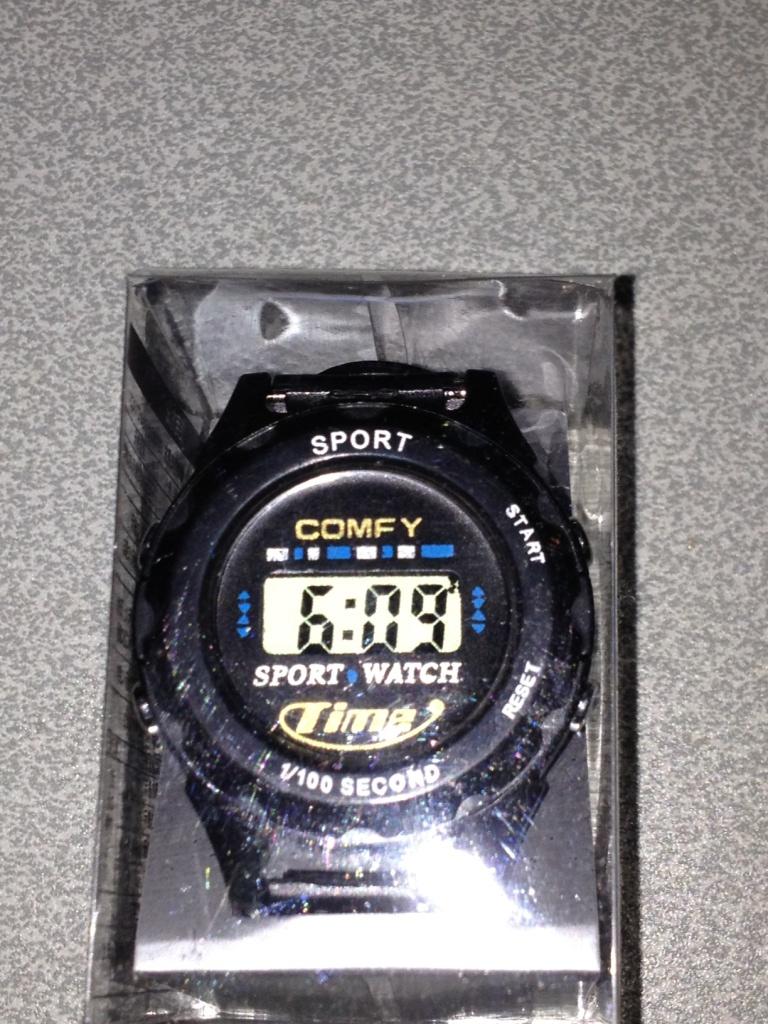 SPORT
START
COMFY
6:09
SPORT WATCH
RESET
Time
1/100 SECOND